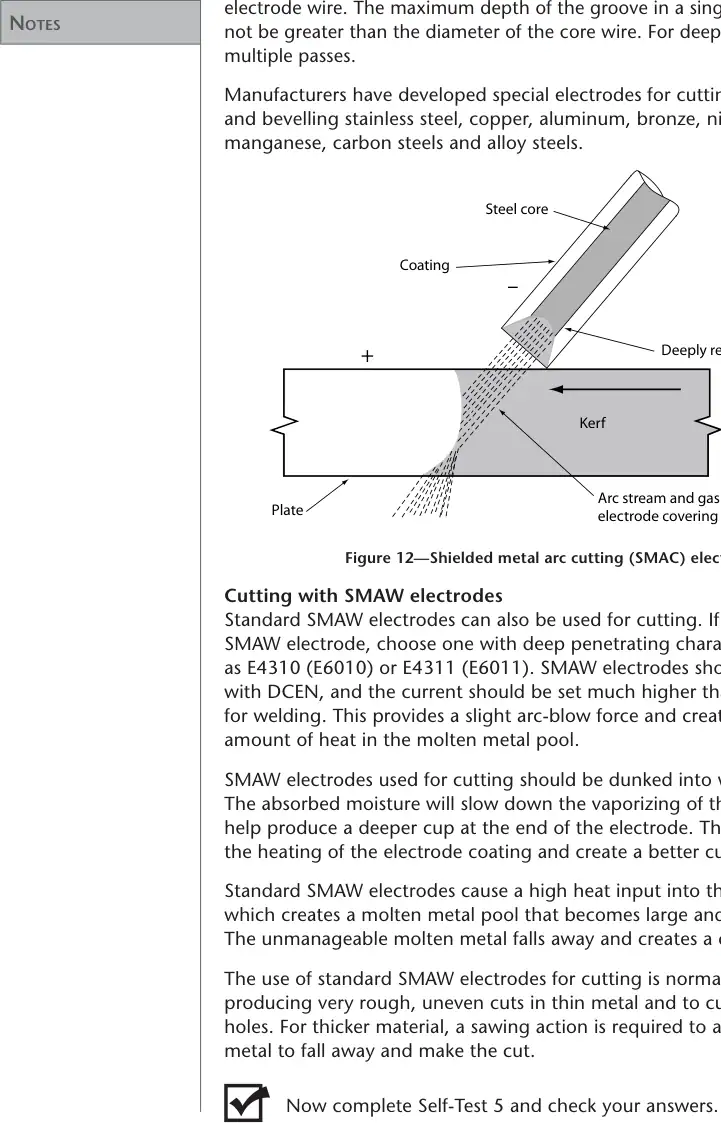 NOTES
electrode wire. The maximum depth of the groove in a sing
not be greater than the diameter of the core wire. For deep
multiple passes.
Manufacturers have developed special electrodes for cuttin
and bevelling stainless steel, copper, aluminum, bronze, ni
manganese, carbon steels and alloy steels.
Steel core
Coating
–
+
Deeply re
Kerf
Plate
Arc stream and gas
electrode covering
Figure 12—Shielded metal arc cutting (SMAC) elect
Cutting with SMAW electrodes
Standard SMAW electrodes can also be used for cutting. If
SMAW electrode, choose one with deep penetrating chara
as E4310 (E6010) or E4311 (E6011). SMAW electrodes sho
with DCEN, and the current should be set much higher tha
for welding. This provides a slight arc-blow force and creat
amount of heat in the molten metal pool.
SMAW electrodes used for cutting should be dunked into w
The absorbed moisture will slow down the vaporizing of th
help produce a deeper cup at the end of the electrode. Th
the heating of the electrode coating and create a better cu
Standard SMAW electrodes cause a high heat input into th
which creates a molten metal pool that becomes large and
The unmanageable molten metal falls away and creates a c
The use of standard SMAW electrodes for cutting is norma
producing very rough, uneven cuts in thin metal and to cu
holes. For thicker material, a sawing action is required to a
metal to fall away and make the cut.
Now complete Self-Test 5 and check your answers.